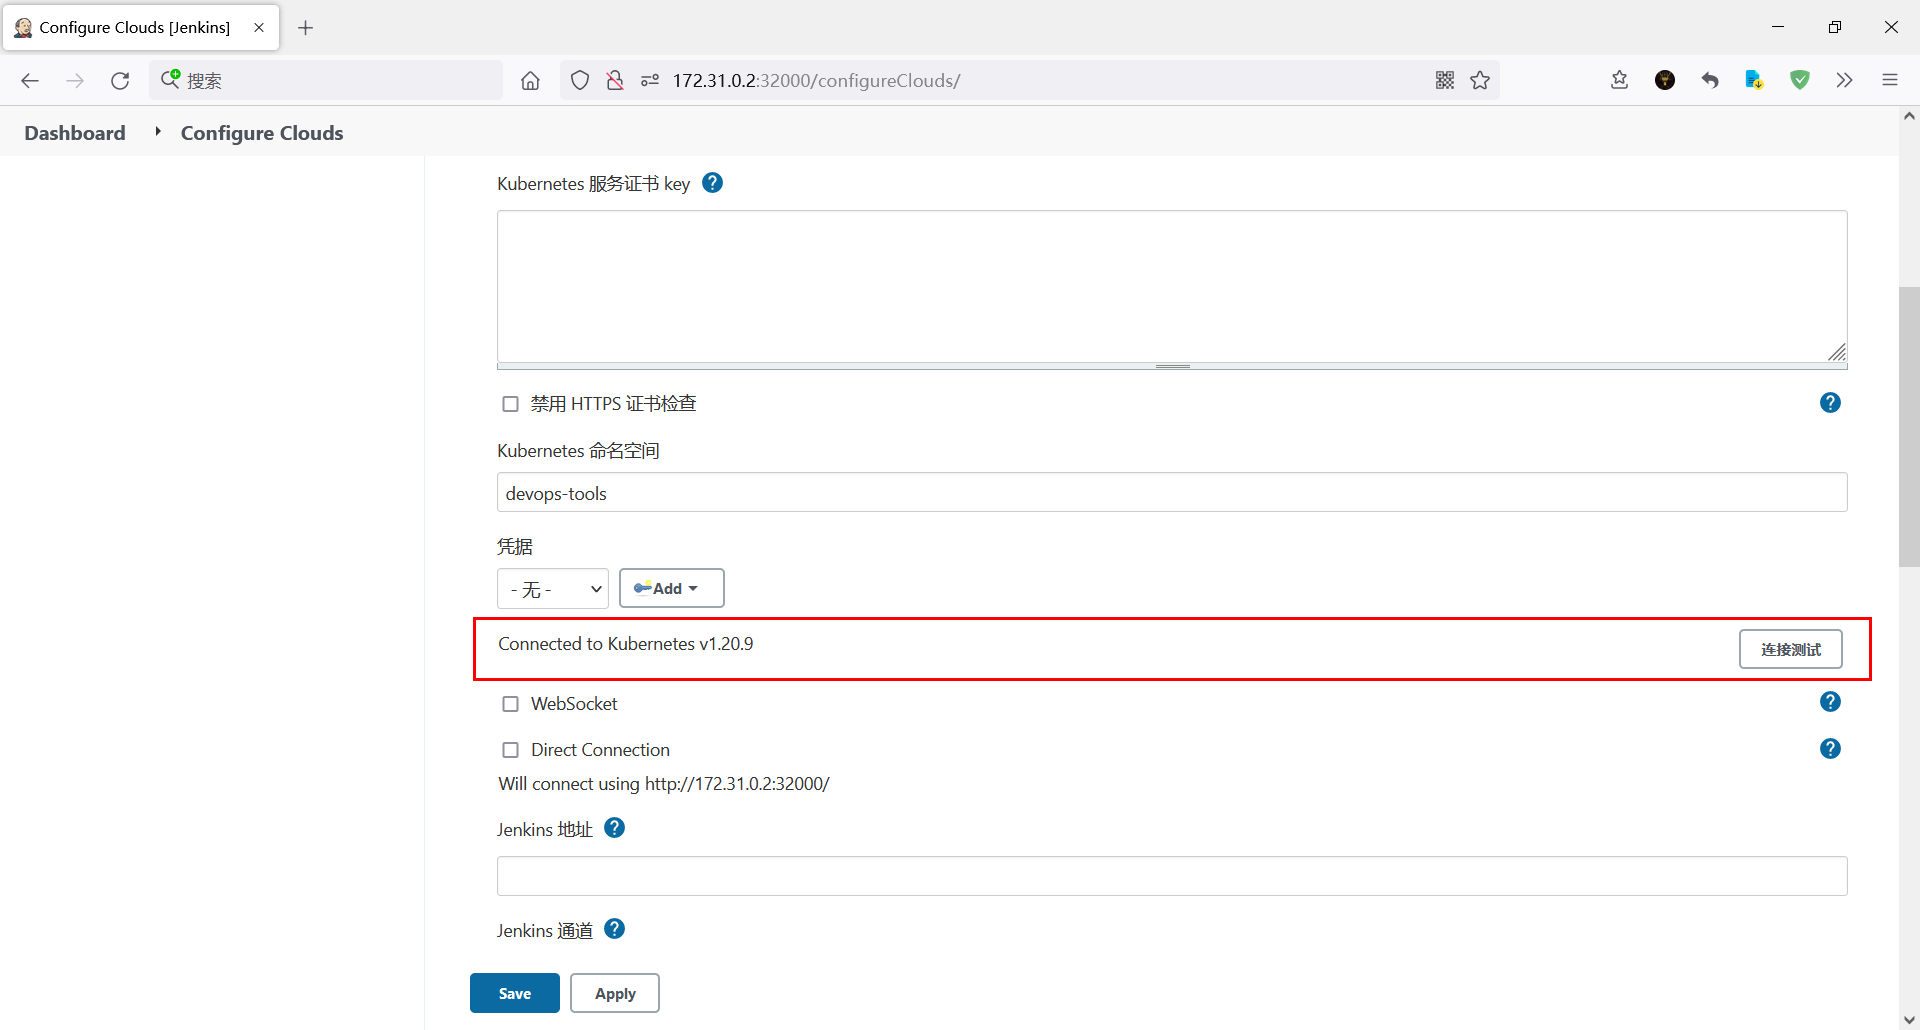 Configure Clouds [Jenkins]
搜索
172.31.0.2:32000/configureClouds/
Dashboard
Configure Clouds
Kubernetes 服务证书 key
禁用 HTTPS 证书检查
Kubernetes 命名空间
devops-tools
凭据
- 无 -
Add
Connected to Kubernetes v1.20.9
连接测试
WebSocket
Direct Connection
Will connect using http://172.31.0.2:32000/
Jenkins 地址
Jenkins 通道
Save
Apply